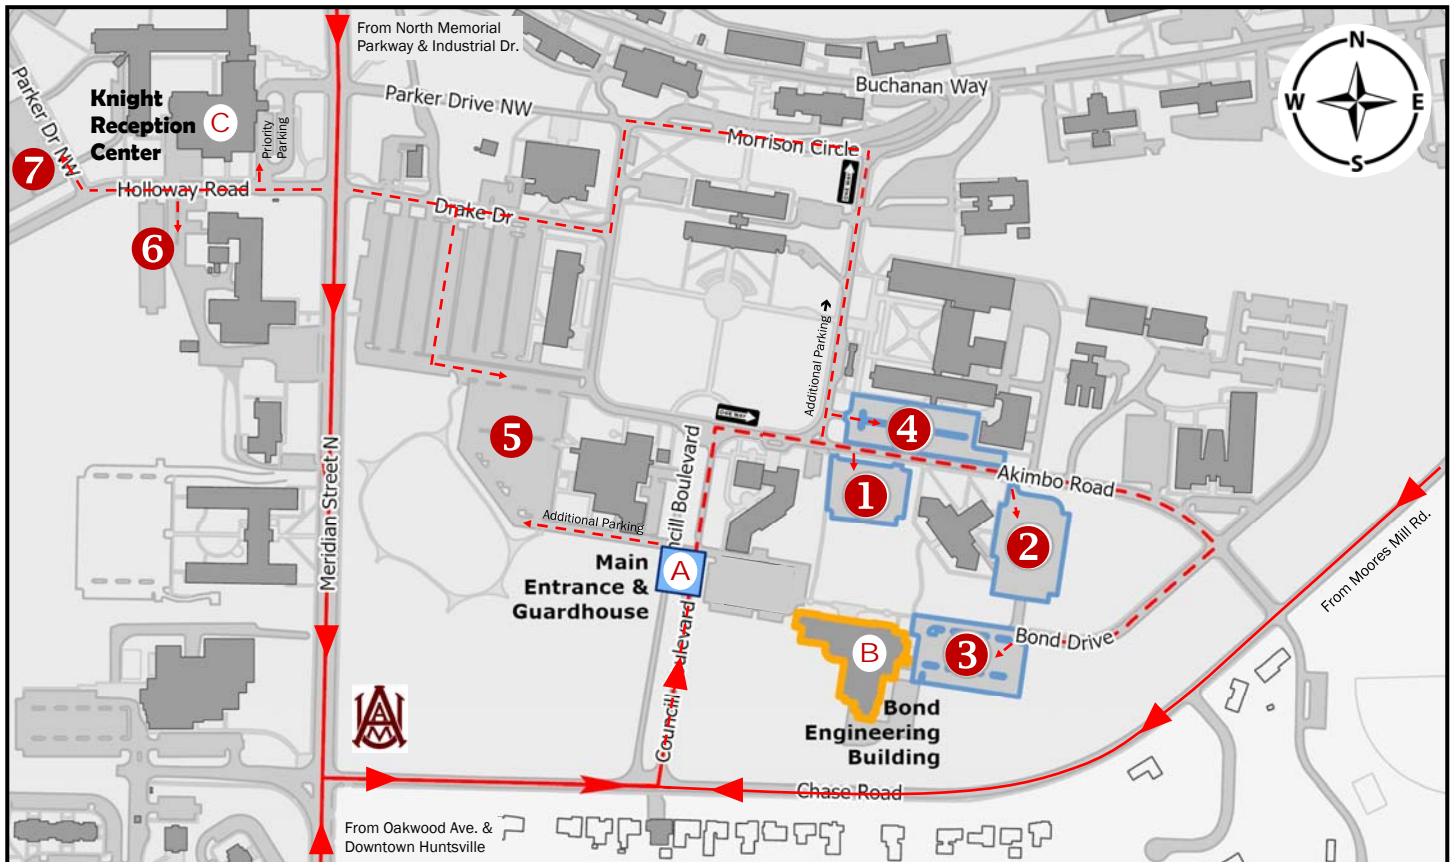 From North Memorial
Parkway & Industrial Dr.
N
W
E
S
Buchanan Way
Parker Dr NW
Knight
Reception
Center
C
Priority
Parking
Parker Drive NW
Morrison Circle
ONE WAY
7
Holloway Road
Drake Dr
6
Additional Parking
ONE WAY
4
5
Akimbo Road
1
2
Meridian Street N
Councill Boulevard
Additional Parking
Main
Entrance &
Guardhouse
A
From Moores Mill Rd.
Bond Drive
B
3
Bond
Engineering
Building
Councill Boulevard
AAMU
Chase Road
From Oakwood Ave. &
Downtown Huntsville